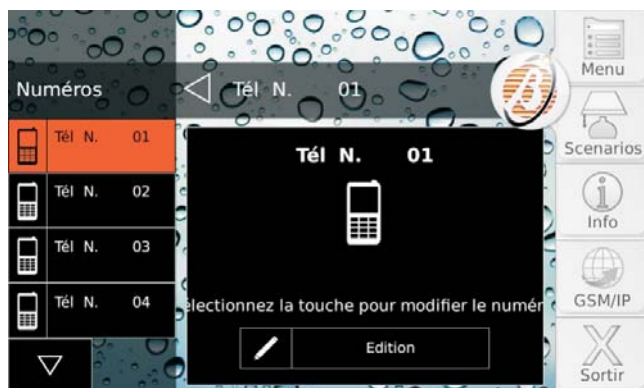 Numéros
Tél N. 01
Tél N. 01
Tél N. 02
Tél N. 03
Tél N. 04
Tél N. 01
électionnez la touche pour modifier le numér
Edition
Menu
Scenarios
Info
GSM/IP
Sortir